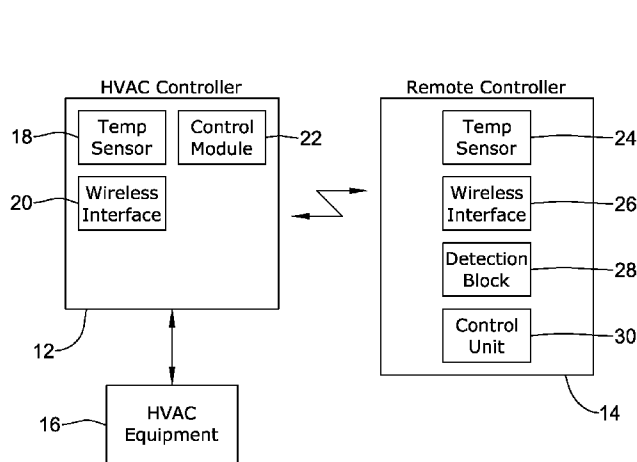 HVAC Controller
18
Temp
Sensor
Control
Module
22
20
Wireless
Interface
12
16
HVAC
Equipment
Remote Controller
Temp
Sensor
24
Wireless
Interface
26
Detection
Block
28
Control
Unit
30
14